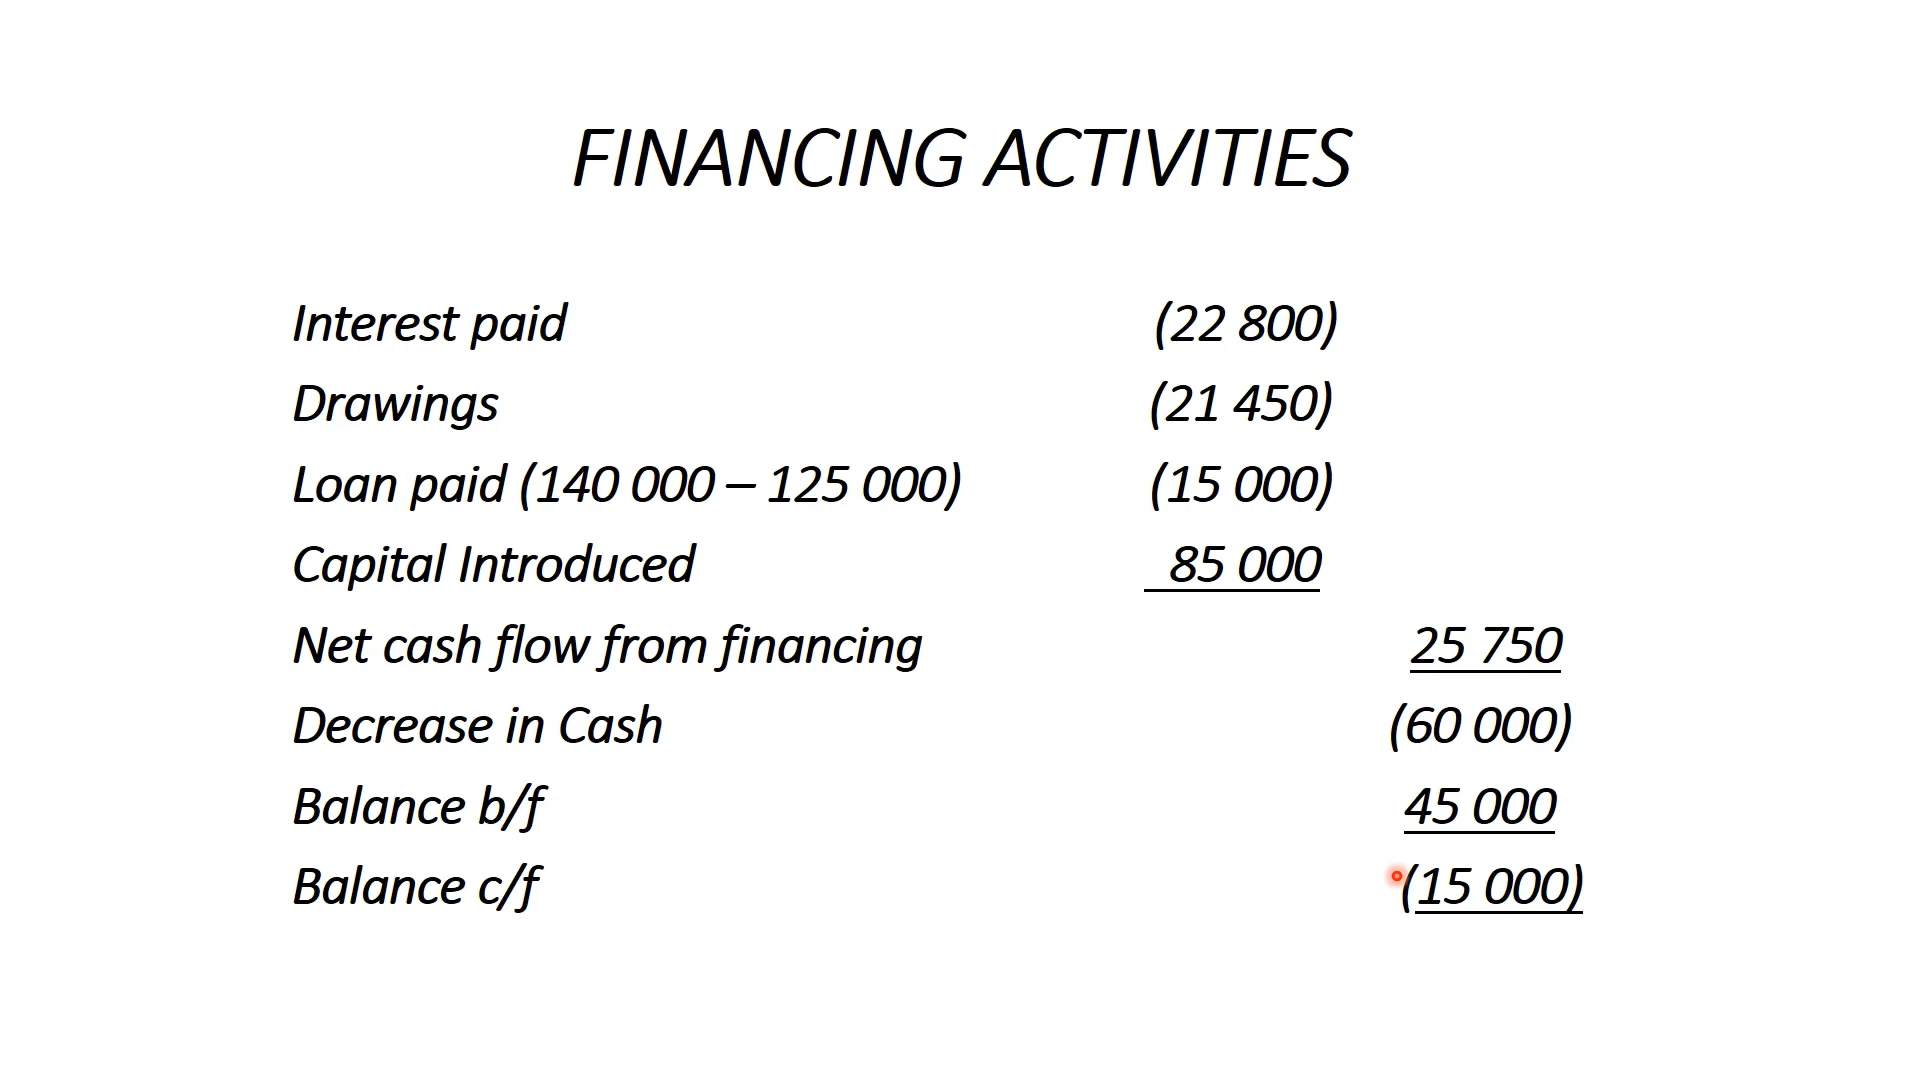 FINANCING ACTIVITIES
Interest paid (22 800)
Drawings (21 450)
Loan paid (140 000 – 125 000) (15 000)
Capital Introduced 85 000
Net cash flow from financing 25 750
Decrease in Cash (60 000)
Balance b/f 45 000
Balance c/f (15 000)